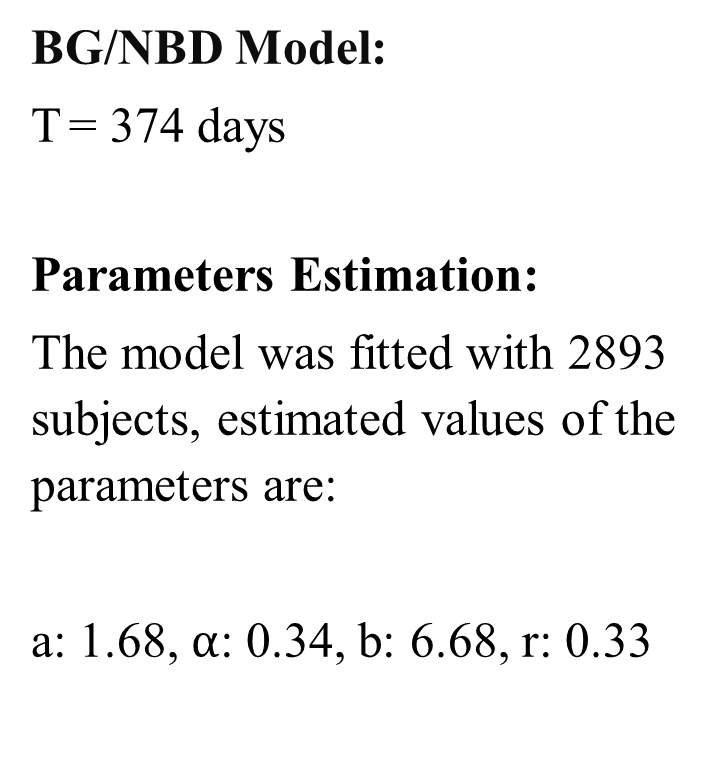 BG/NBD Model:
T = 374 days
Parameters Estimation:
The model was fitted with 2893
subjects, estimated values of the
parameters are:
a: 1.68, α: 0.34, b: 6.68, r: 0.33